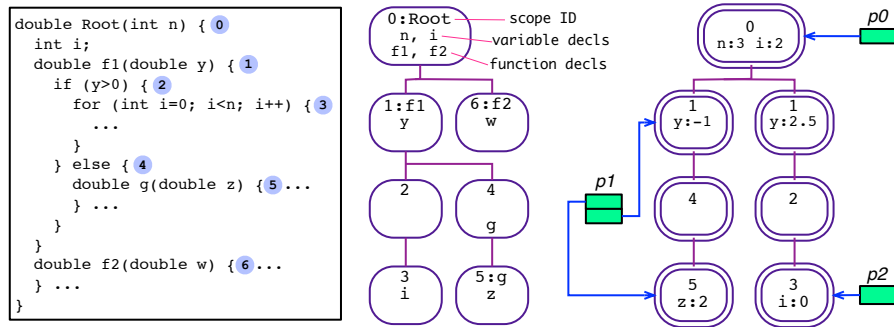 double Root(int n) { 0
int i;
double f1(double y) { 1
if (y>0) { 2
for (int i=0; i<n; i++) { 3
...
}
} else { 4
double g(double z) { 5 ...
} ...
}
}
double f2(double w) { 6 ...
} ...
}
0:Root
n, i
f1, f2
scope ID
variable decls
function decls
1:f1
y
6:f2
w
2
4
g
3
i
5:g
z
0
n:3 i:2
p0
1
y:-1
1
y:2.5
p1
4
2
5
z:2
3
i:0
p2